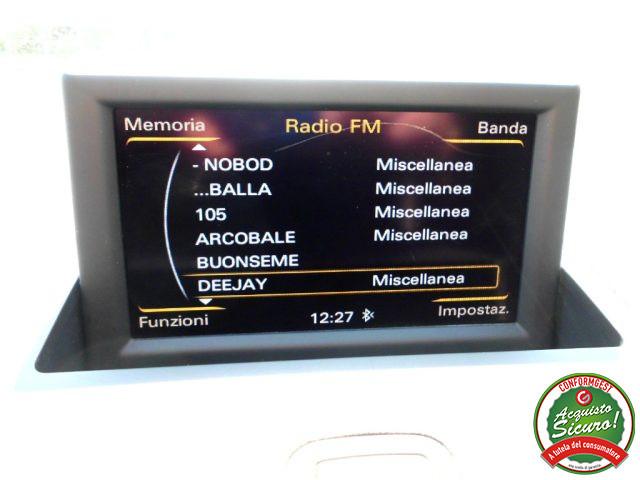 Memoria Radio FM Banda
- NOBOD Miscellanea
...BALLA Miscellanea
105 Miscellanea
ARCOBALE Miscellanea
BUONSEME
DEEJAY Miscellanea
Funzioni 12:27 Impostaz.
CONFORMGEST
Acquisto
Sicuro!
A tutela del consumatore